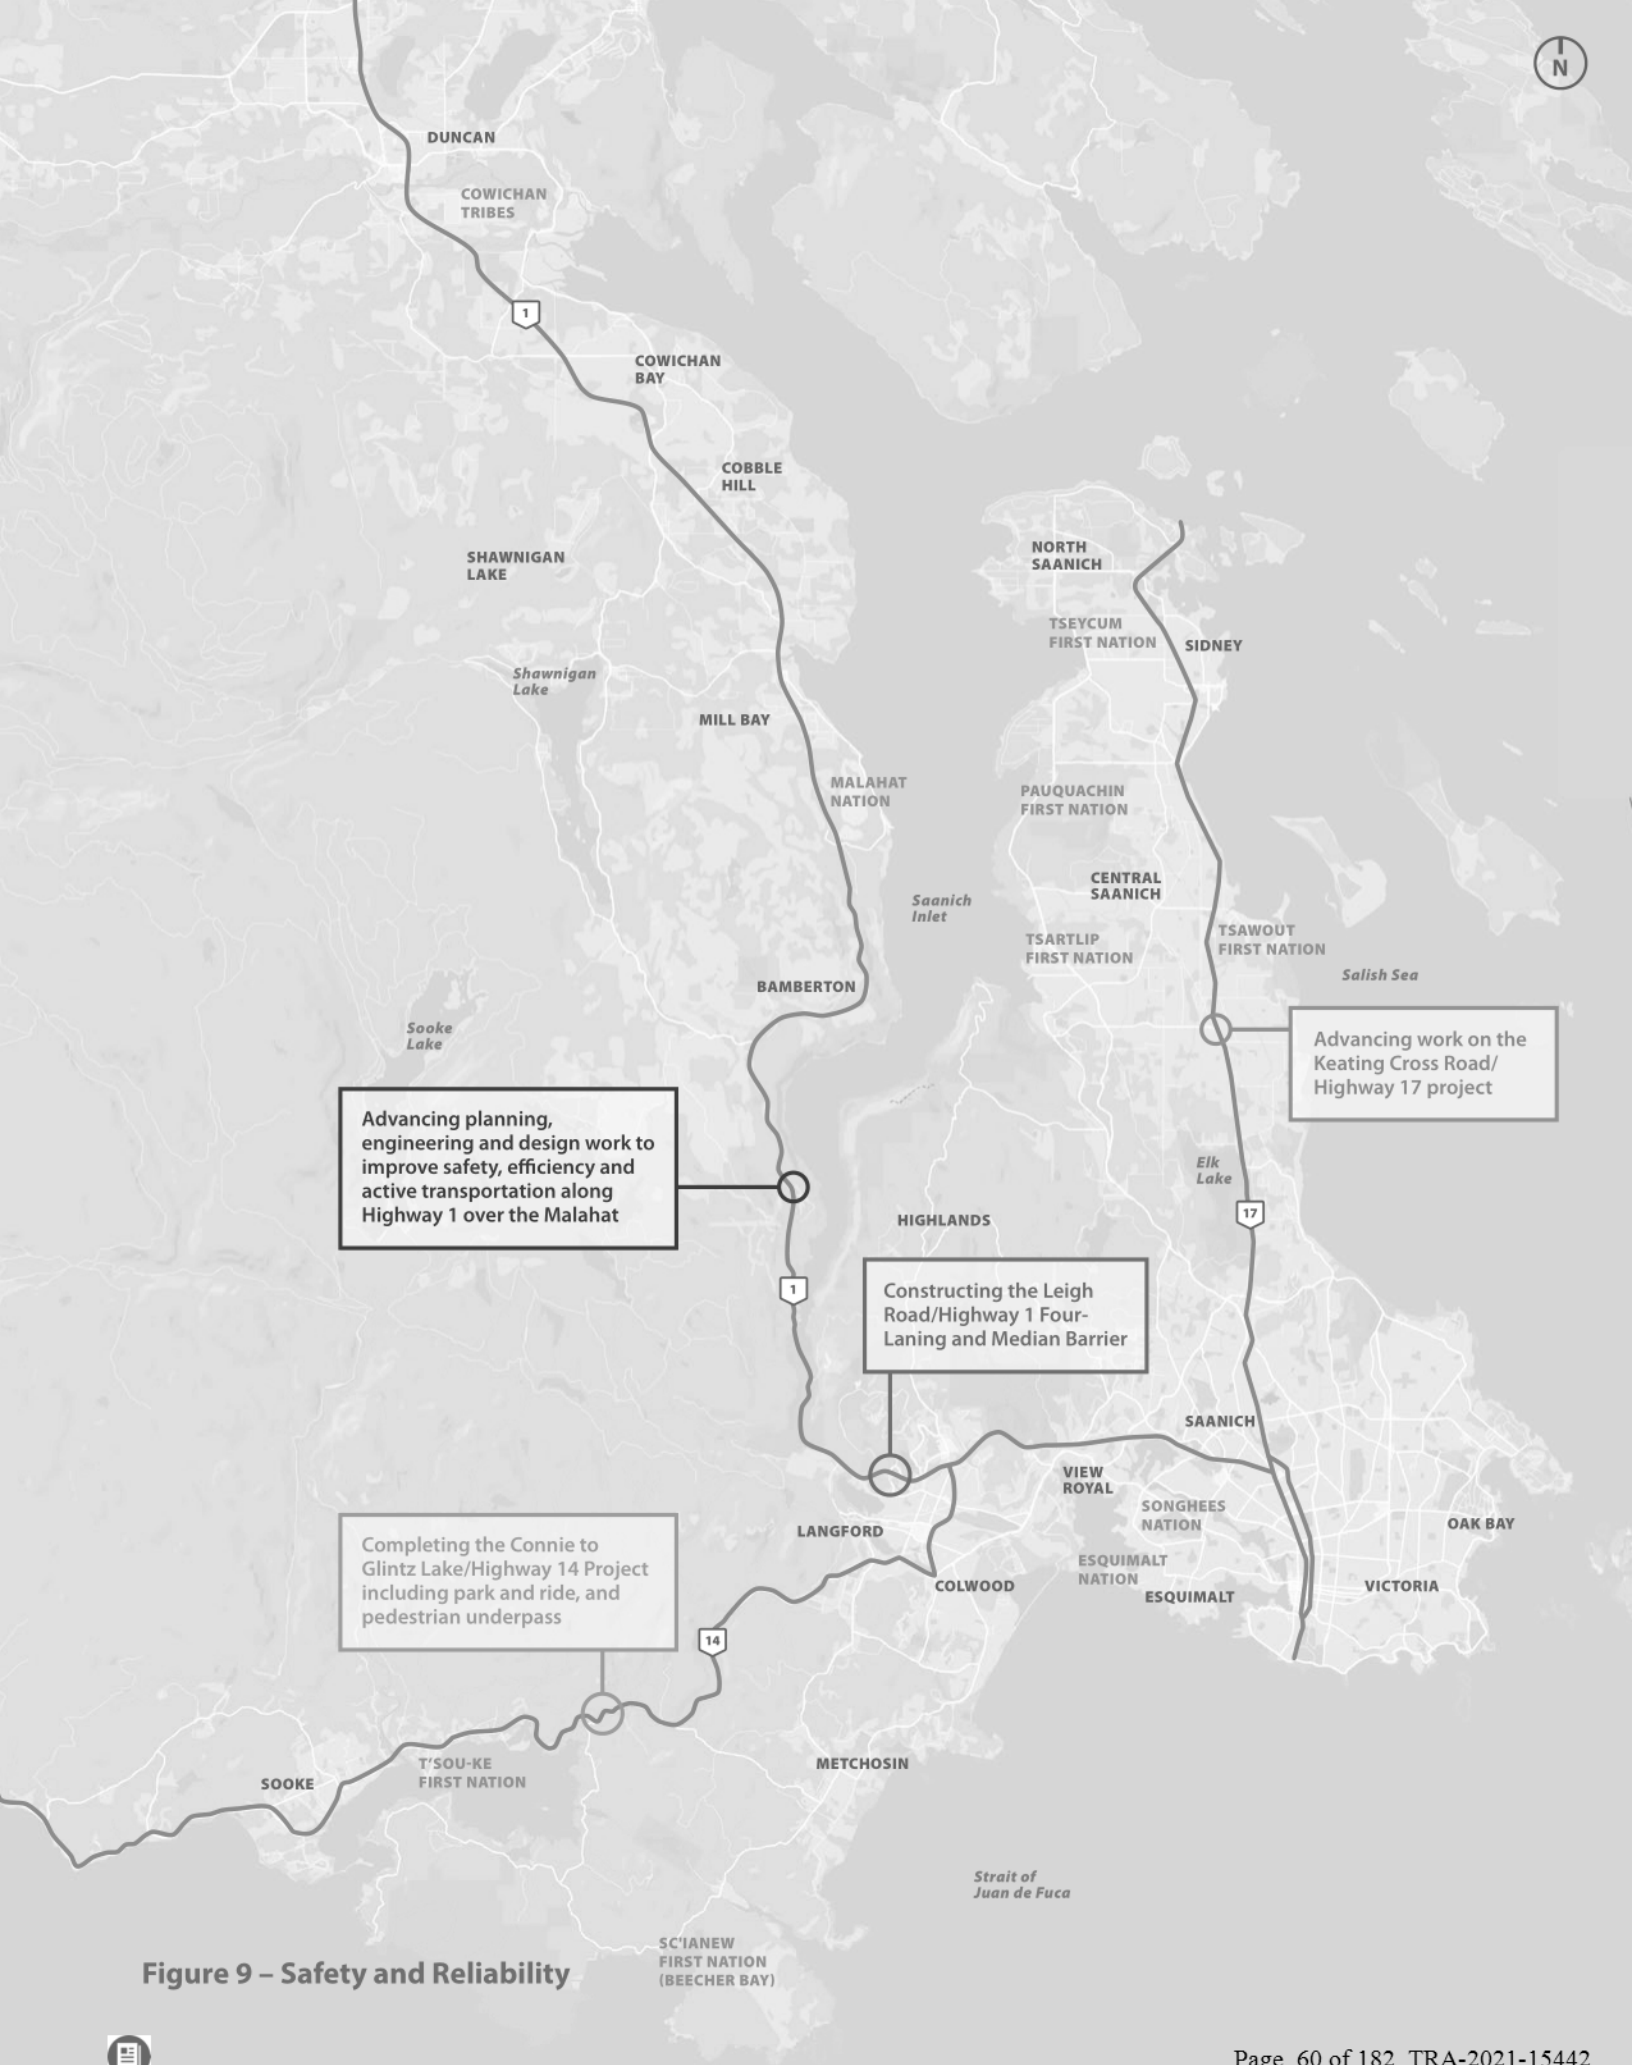 N
DUNCAN
COWICHAN
TRIBES
1
COWICHAN
BAY
COBBLE
HILL
SHAWNIGAN
LAKE
NORTH
SAANICH
TSEYCUM
FIRST NATION
SIDNEY
Shawnigan
Lake
MILL BAY
MALAHAT
NATION
PAUQUACHIN
FIRST NATION
CENTRAL
SAANICH
Saanich
Inlet
TSARTLIP
FIRST NATION
TSAWOUT
FIRST NATION
Salish Sea
BAMBERTON
Sooke
Lake
Advancing work on the
Keating Cross Road/
Highway 17 project
Advancing planning,
engineering and design work to
improve safety, efficiency and
active transportation along
Highway 1 over the Malahat
Elk
Lake
17
HIGHLANDS
1
Constructing the Leigh
Road/Highway 1 Four-
Laning and Median Barrier
SAANICH
VIEW
ROYAL
SONGHEES
NATION
OAK BAY
LANGFORD
ESQUIMALT
NATION
COLWOOD
ESQUIMALT
VICTORIA
Completing the Connie to
Glintz Lake/Highway 14 Project
including park and ride, and
pedestrian underpass
14
METCHOSIN
T'SOU-KE
FIRST NATION
SOOKE
Strait of
Juan de Fuca
SC'IANEW
FIRST NATION
(BEECHER BAY)
Figure 9 – Safety and Reliability
Page 60 of 182 TRA-2021-15442